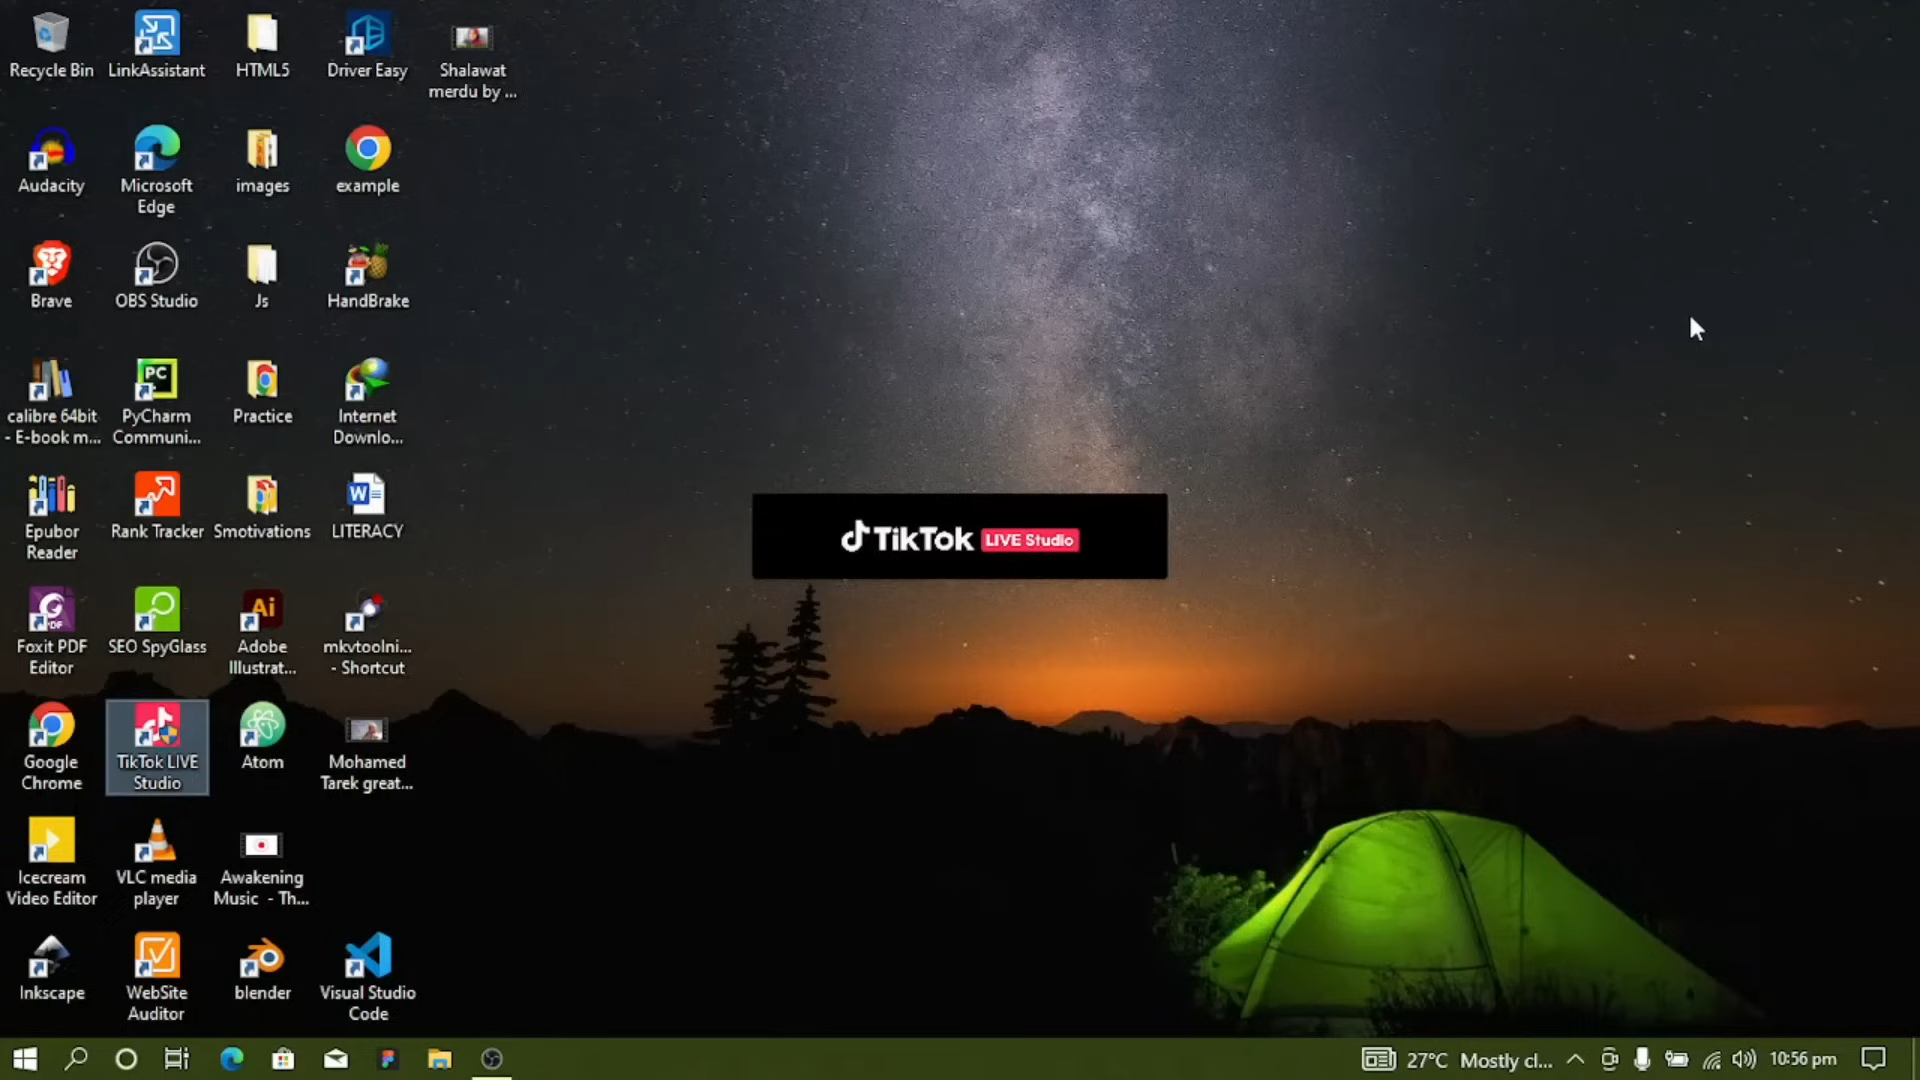 Recycle Bin
LinkAssistant
HTML5
Driver Easy
Shalawat
merdu by ...
Audacity
Microsoft
Edge
images
example
Brave
OBS Studio
Js
HandBrake
calibre 64bit
- E-book m...
PC
PyCharm
Communi...
Practice
Internet
Downlo...
Epubor
Reader
Rank Tracker
Smotivations
W
LITERACY
TikTok LIVE Studio
PDF
Foxit PDF
Editor
SEO SpyGlass
Ai
Adobe
Illustrat...
mkvtoolni...
- Shortcut
Google
Chrome
TikTok LIVE
Studio
Atom
Mohamed
Tarek great...
Icecream
Video Editor
VLC media
player
Awakening
Music - Th...
Inkscape
WebSite
Auditor
blender
Visual Studio
Code
27°C Mostly cl...
10:56 pm